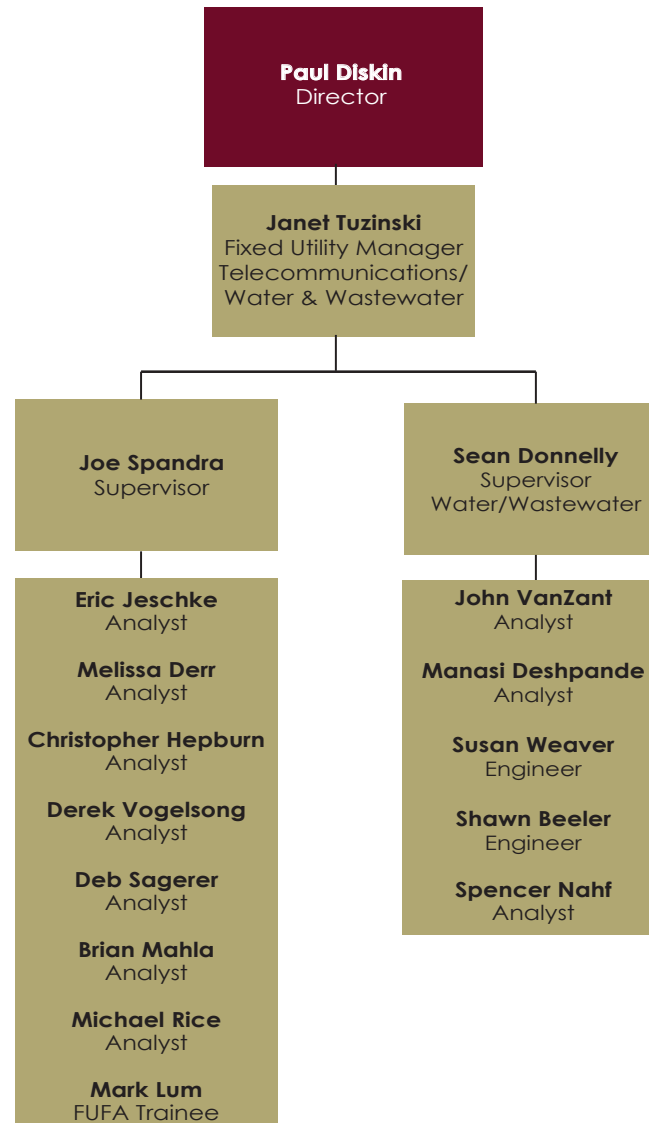 Paul Diskin
Director
Janet Tuzinski
Fixed Utility Manager
Telecommunications/
Water & Wastewater
Joe Spandra
Supervisor
Sean Donnelly
Supervisor
Water/Wastewater
Eric Jeschke
Analyst
Melissa Derr
Analyst
Christopher Hepburn
Analyst
Derek Vogelsong
Analyst
Deb Sagerer
Analyst
Brian Mahla
Analyst
Michael Rice
Analyst
Mark Lum
FUFA Trainee
John VanZant
Analyst
Manasi Deshpande
Analyst
Susan Weaver
Engineer
Shawn Beeler
Engineer
Spencer Nahf
Analyst